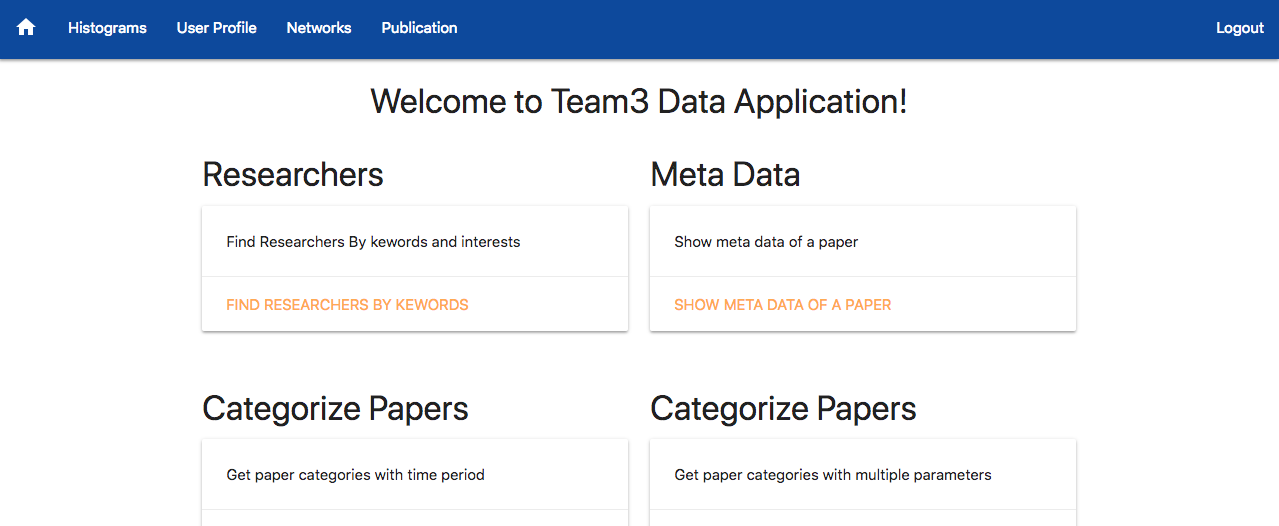 Histograms User Profile Networks Publication Logout
Welcome to Team3 Data Application!
Researchers
Find Researchers By kewords and interests
FIND RESEARCHERS BY KEWORDS
Meta Data
Show meta data of a paper
SHOW META DATA OF A PAPER
Categorize Papers
Get paper categories with time period
Categorize Papers
Get paper categories with multiple parameters